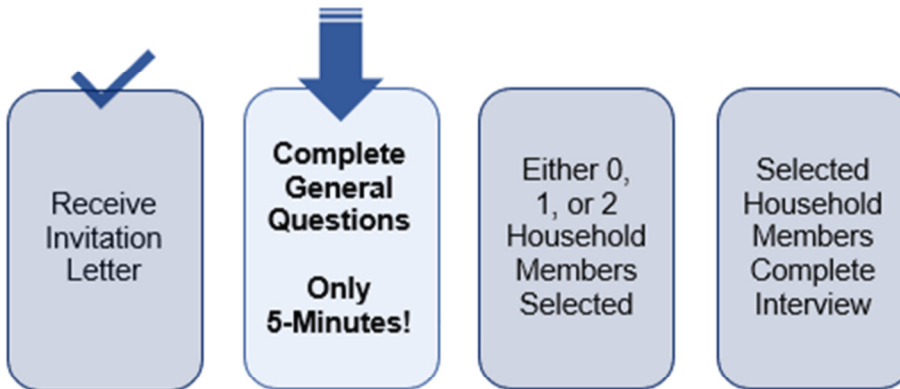 Receive
Invitation
Letter
Complete
General
Questions
Only
5-Minutes!
Either 0,
1, or 2
Household
Members
Selected
Selected
Household
Members
Complete
Interview